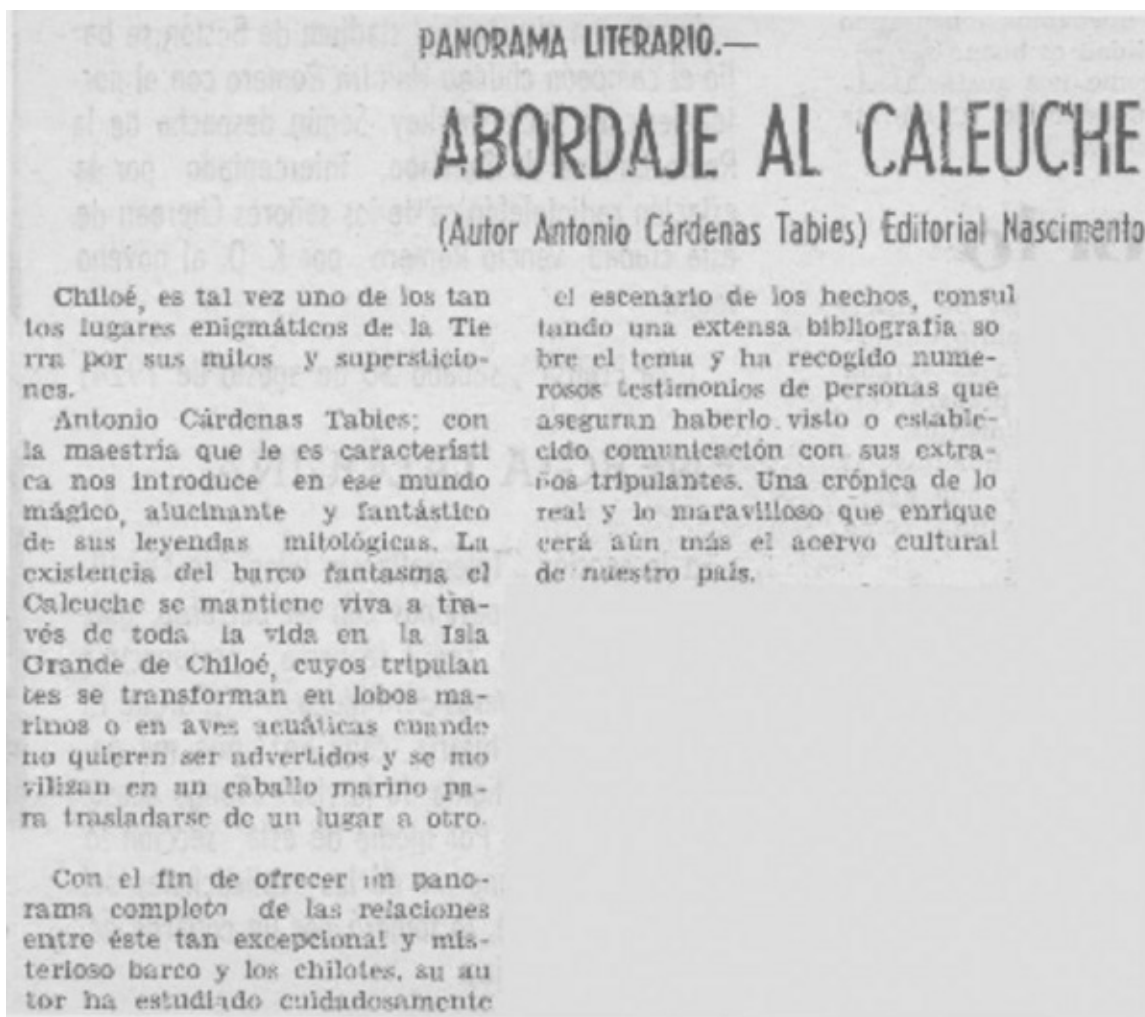 PANORAMA LITERARIO.—
ABORDAJE AL CALEUCHE
(Autor Antonio Cárdenas Tabies) Editorial Nascimento
Chiloé, es tal vez uno de los tan
tos lugares enigmáticos de la Tie
rra por sus mitos y supersticio-
nes.
Antonio Cárdenas Tabies; con
la maestría que le es característi
ca nos introduce en ese mundo
mágico, alucinante y fantástico
de sus leyendas mitológicas. La
existencia del barco fantasma el
Caleuche se mantiene viva a tra-
vés de toda la vida en la Isla
Grande de Chiloé, cuyos tripulan
tes se transforman en lobos ma-
rinos o en aves acuáticas cuando
no quieren ser advertidos y se mo
vilizan en un caballo marino pa-
ra trasladarse de un lugar a otro.
Con el fin de ofrecer un pano-
rama completo de las relaciones
entre éste tan excepcional y mis-
terioso barco y los chilotes, su au
tor ha estudiado cuidadosamente
el escenario de los hechos, consul
tando una extensa bibliografía so
bre el tema y ha recogido nume-
rosos testimonios de personas que
aseguran haberlo visto o estable-
cido comunicación con sus extra-
ños tripulantes. Una crónica de lo
real y lo maravilloso que enrique
cerá aún más el acervo cultural
de nuestro país.